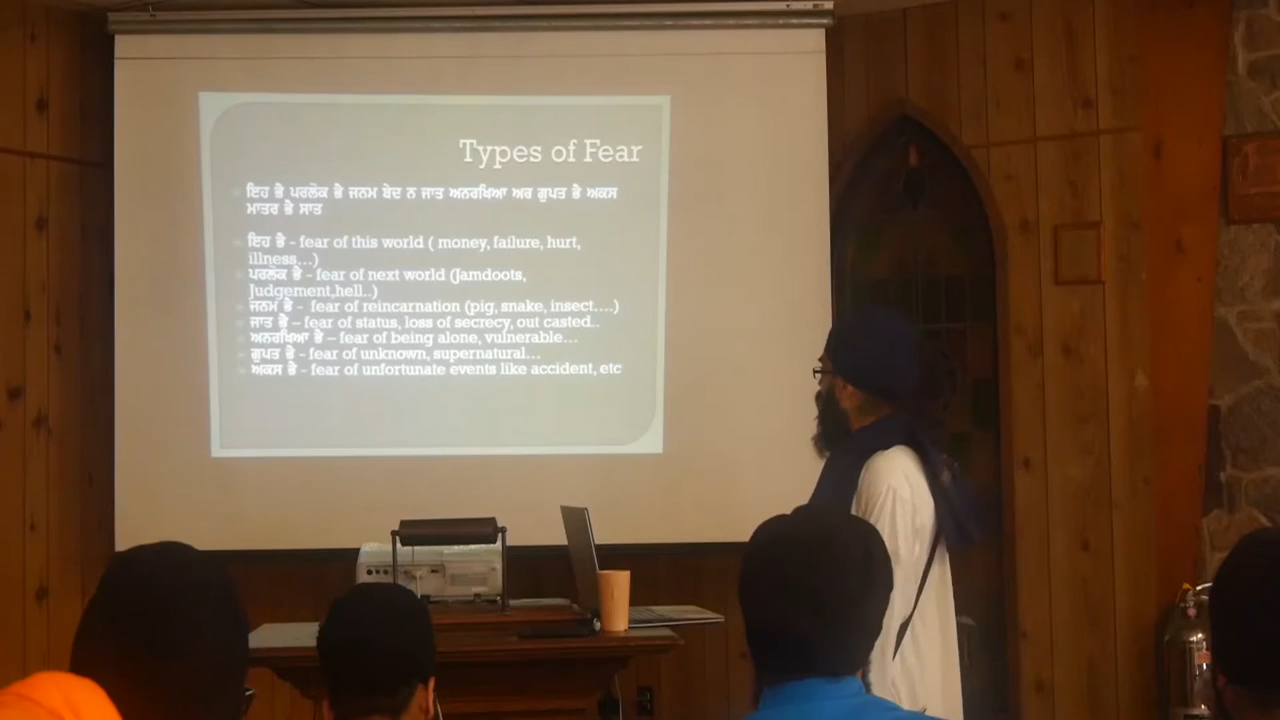 Types of Fear
ਇਹ ਭੈ ਪਰਲੋਕ ਭੈ ਜਨਮ ਬੇਦ ਨ ਜਾਤ ਅਨਰਖਿਆ ਅਰ ਗੁਪਤ ਭੈ ਅਕਸ
ਮਾਤਰ ਭੈ ਸਾਤ
ਇਹ ਭੈ - fear of this world ( money, failure, hurt,
illness...)
ਪਰਲੋਕ ਭੈ - fear of next world (Jamdoots,
Judgement,hell..)
ਜਨਮ ਭੈ - fear of reincarnation (pig, snake, insect....)
ਜਾਤ ਭੈ – fear of status, loss of secrecy, out casted..
ਅਨਰਖਿਆ ਭੈ – fear of being alone, vulnerable...
ਗੁਪਤ ਭੈ - fear of unknown, supernatural...
ਅਕਸ ਭੈ - fear of unfortunate events like accident, etc